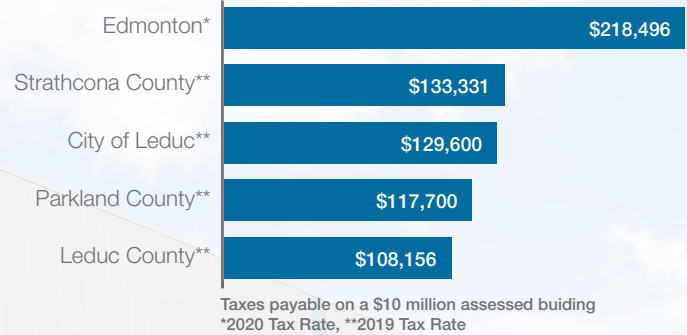 Edmonton* $218,496
Strathcona County** $133,331
City of Leduc** $129,600
Parkland County** $117,700
Leduc County** $108,156
Taxes payable on a $10 million assessed buiding
*2020 Tax Rate, **2019 Tax Rate